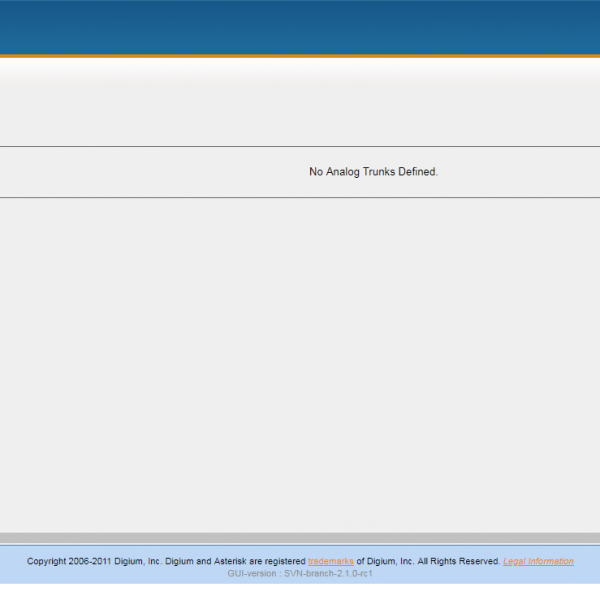 No Analog Trunks Defined.
Copyright 2006-2011 Digium, Inc. Digium and Asterisk are registered trademarks of Digium, Inc. All Rights Reserved. Legal Information
GUI-version : SVN-branch-2.1.0-rc1